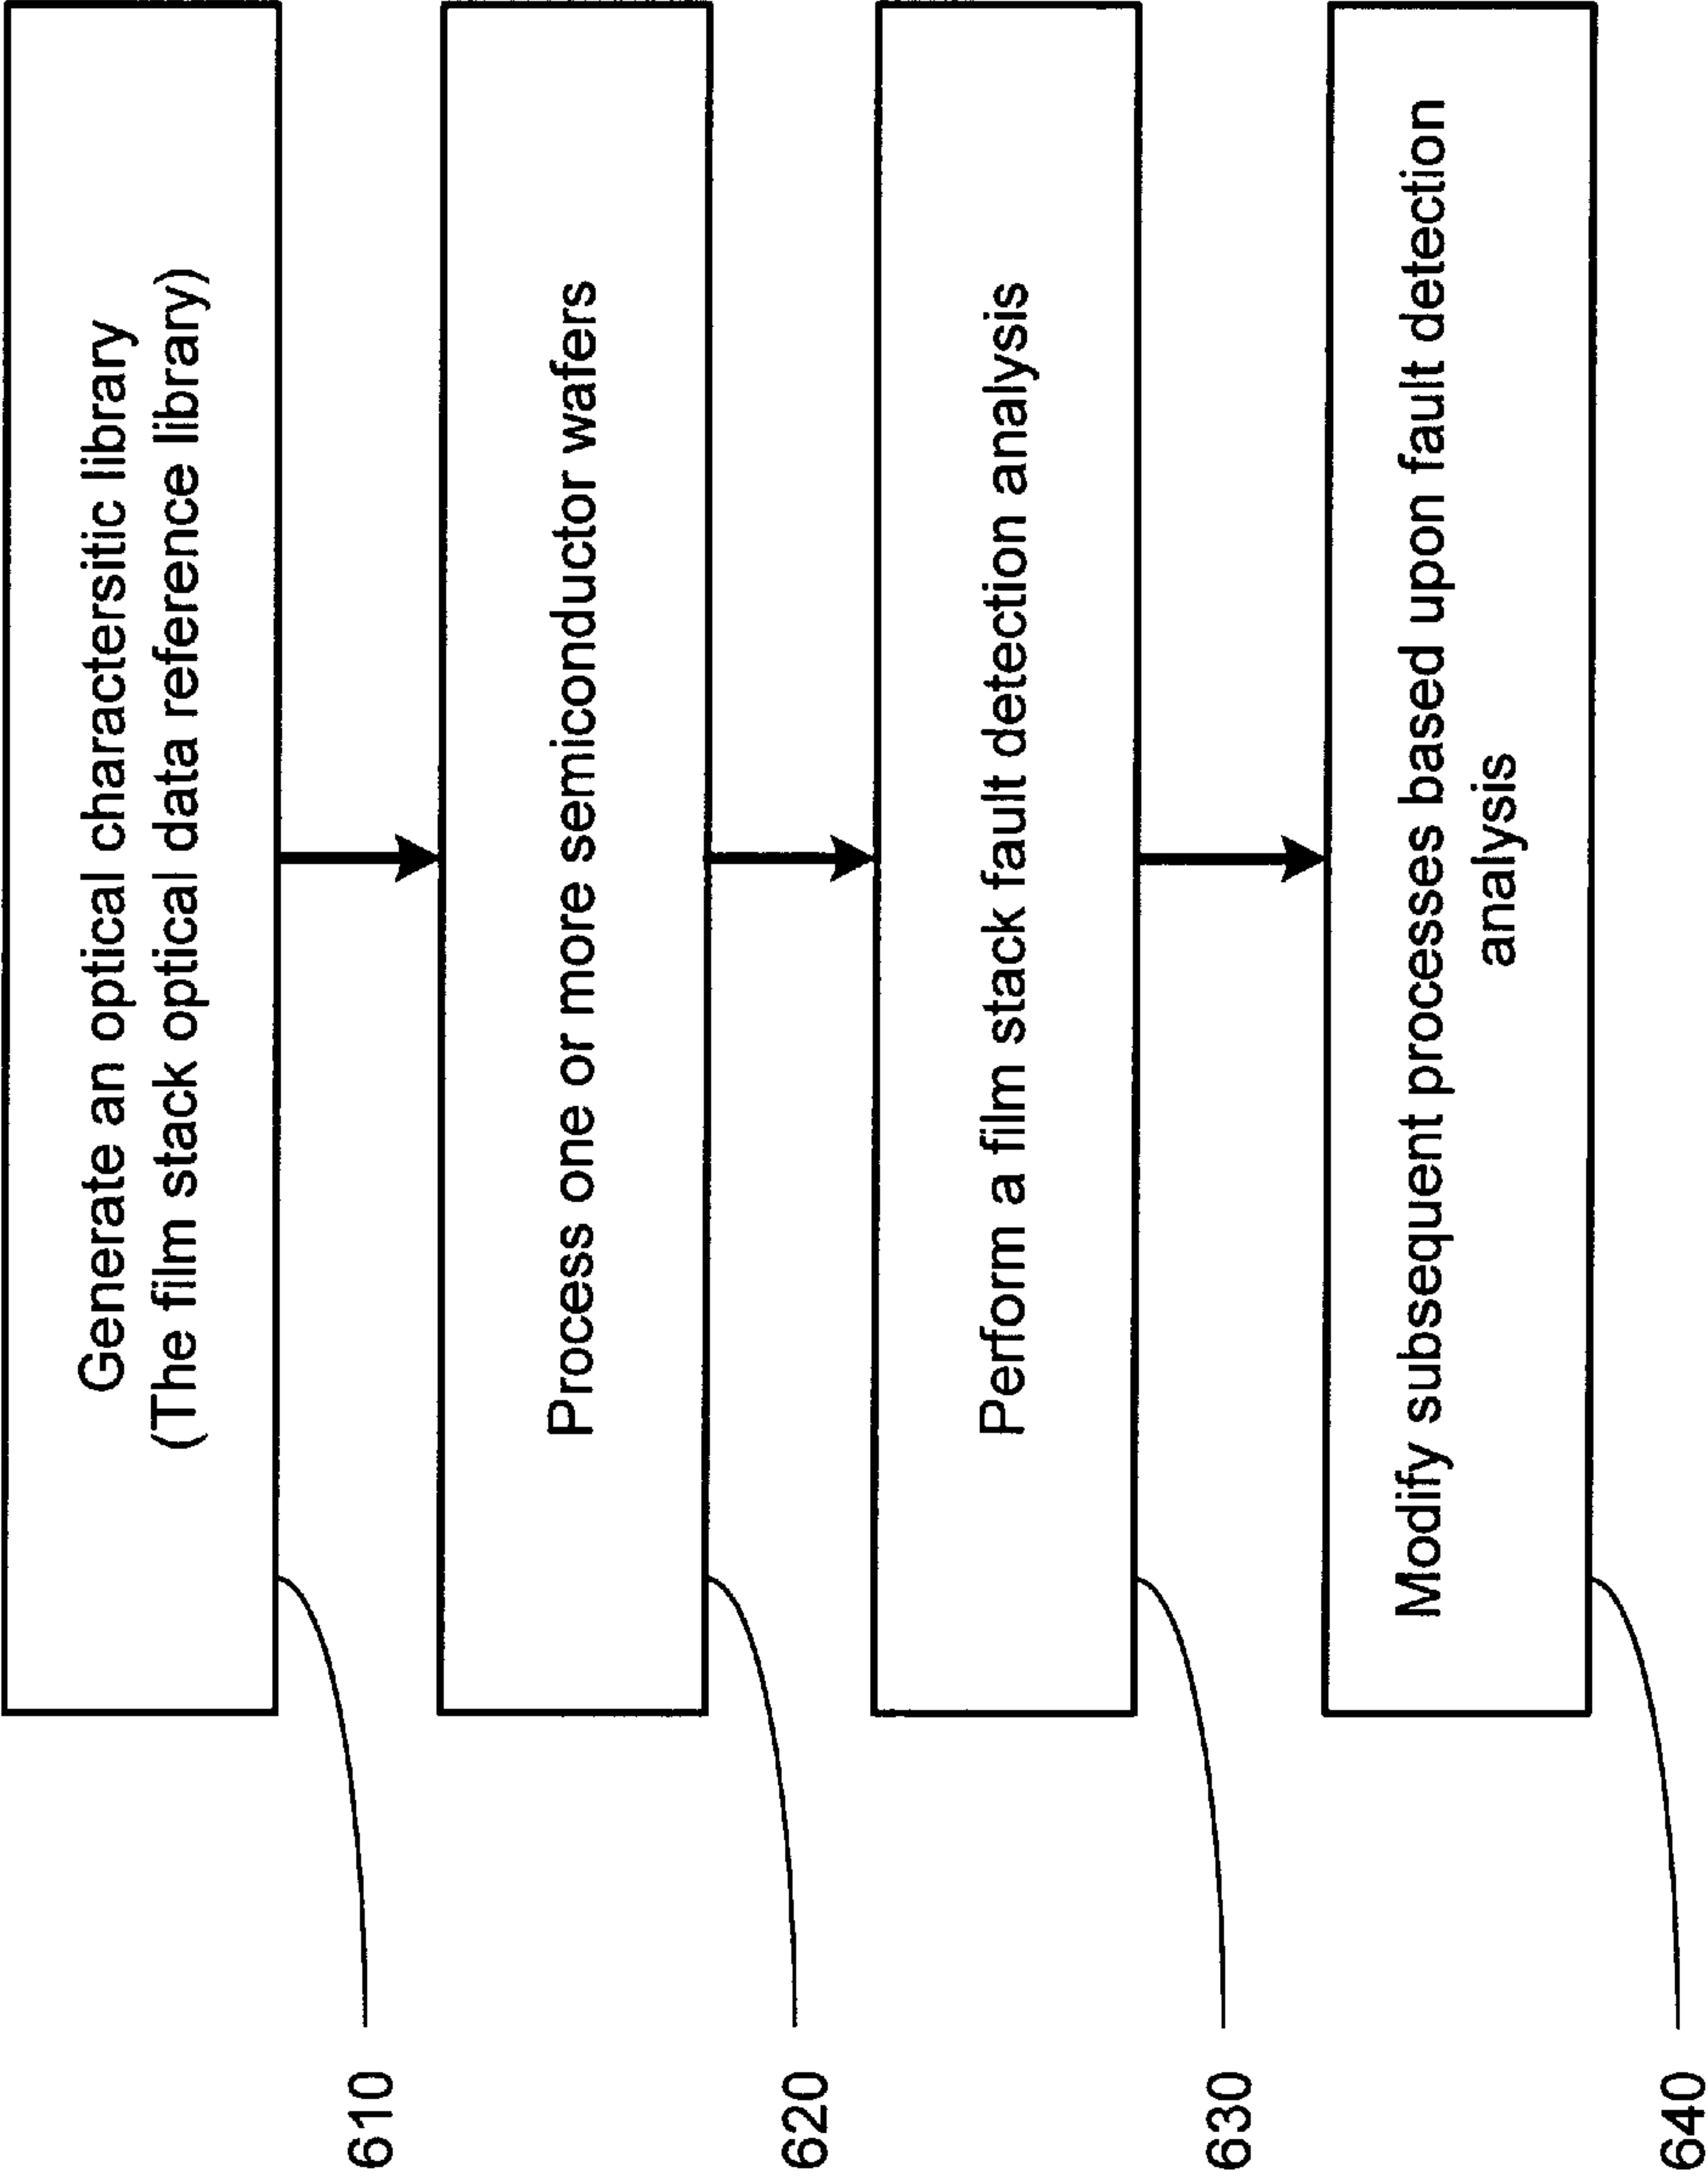 Generate an optical charactersitic library
(The film stack optical data reference library)
610
Process one or more semiconductor wafers
620
Perform a film stack fault detection analysis
630
Modify subsequent processes based upon fault detection
analysis
640